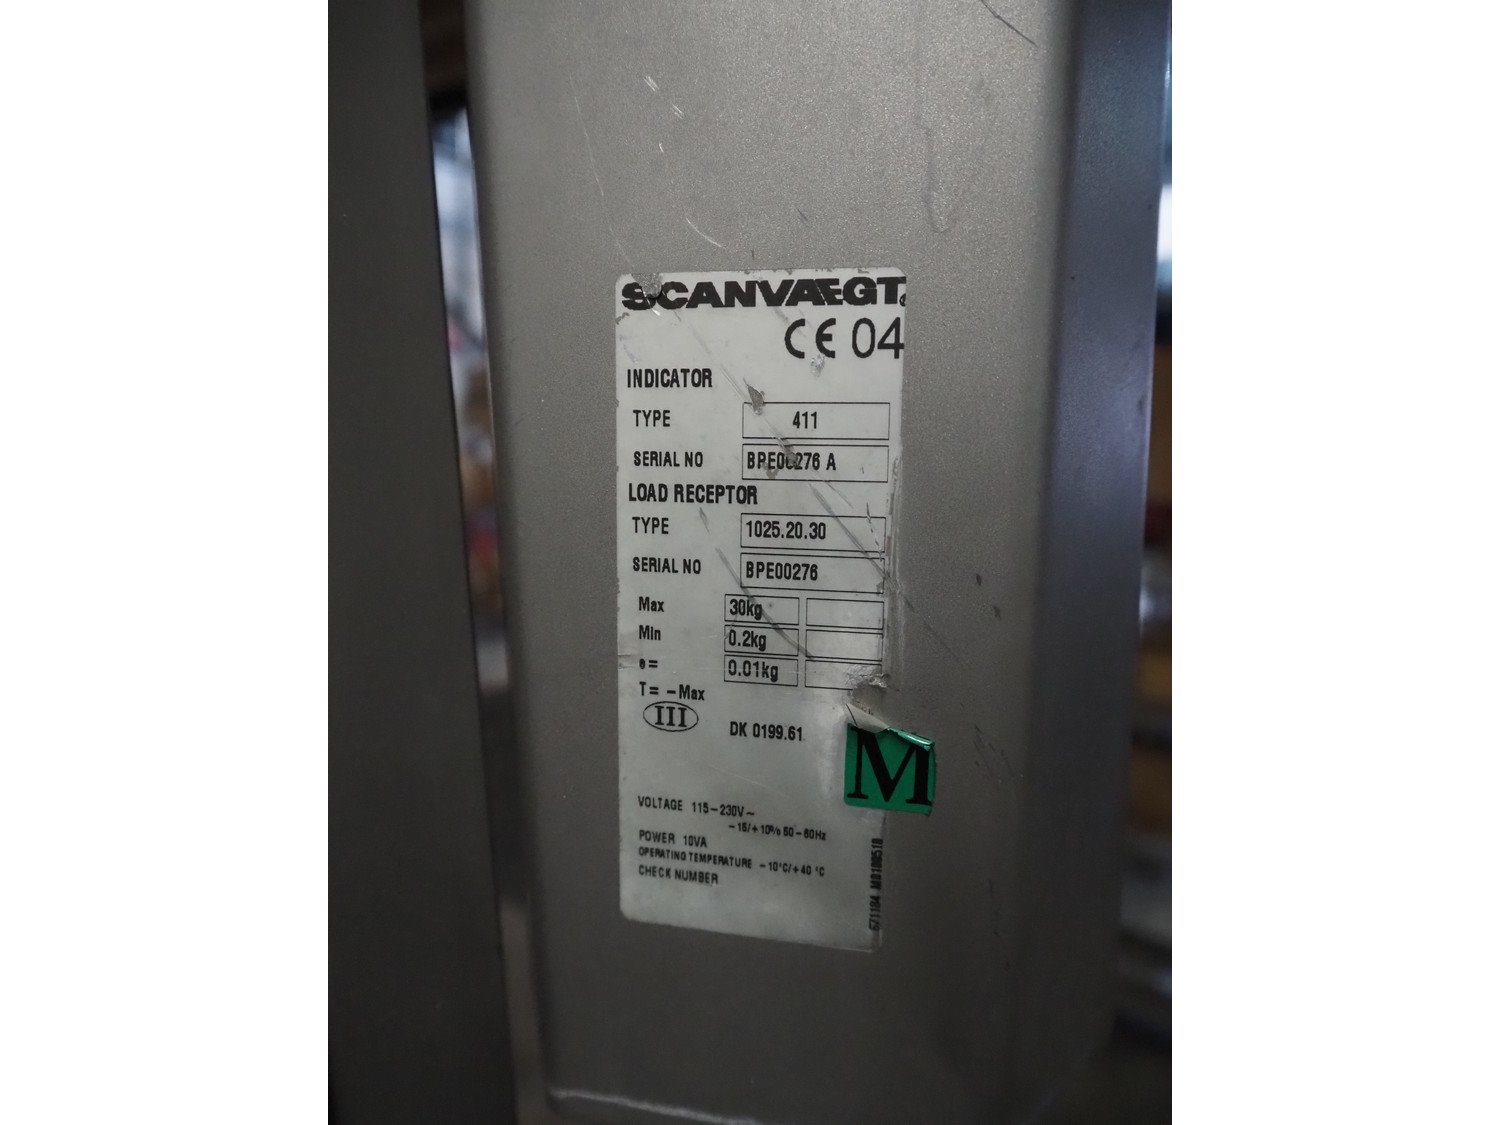 SCANVAEGT
CE 04
INDICATOR
TYPE 411
SERIAL NO BPE00276 A
LOAD RECEPTOR
TYPE 1025.20.30
SERIAL NO BPE00276
Max 30kg
Min 0.2kg
e= 0.01kg
T= -Max
III DK 0199.61
M
VOLTAGE 115-230V~
-15/+10% 50-60Hz
POWER 10VA
OPERATING TEMPERATURE -10°C/+40°C
CHECK NUMBER